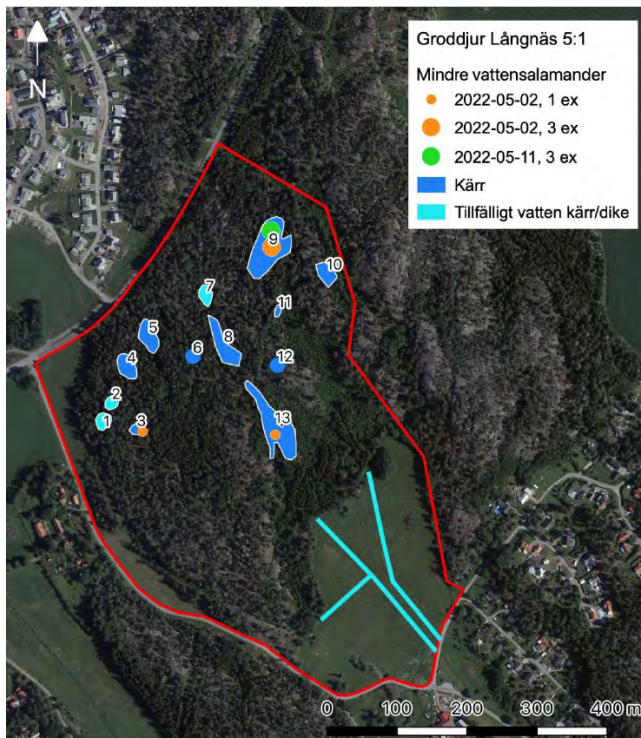 Groddjur Långnäs 5:1
Mindre vattensalamander
2022-05-02, 1 ex
2022-05-02, 3 ex
2022-05-11, 3 ex
Kärr
Tillfälligt vatten kärr/dike
N
9
10
7
11
5
8
6
4
12
2
1
3
13
0 100 200 300 400 m